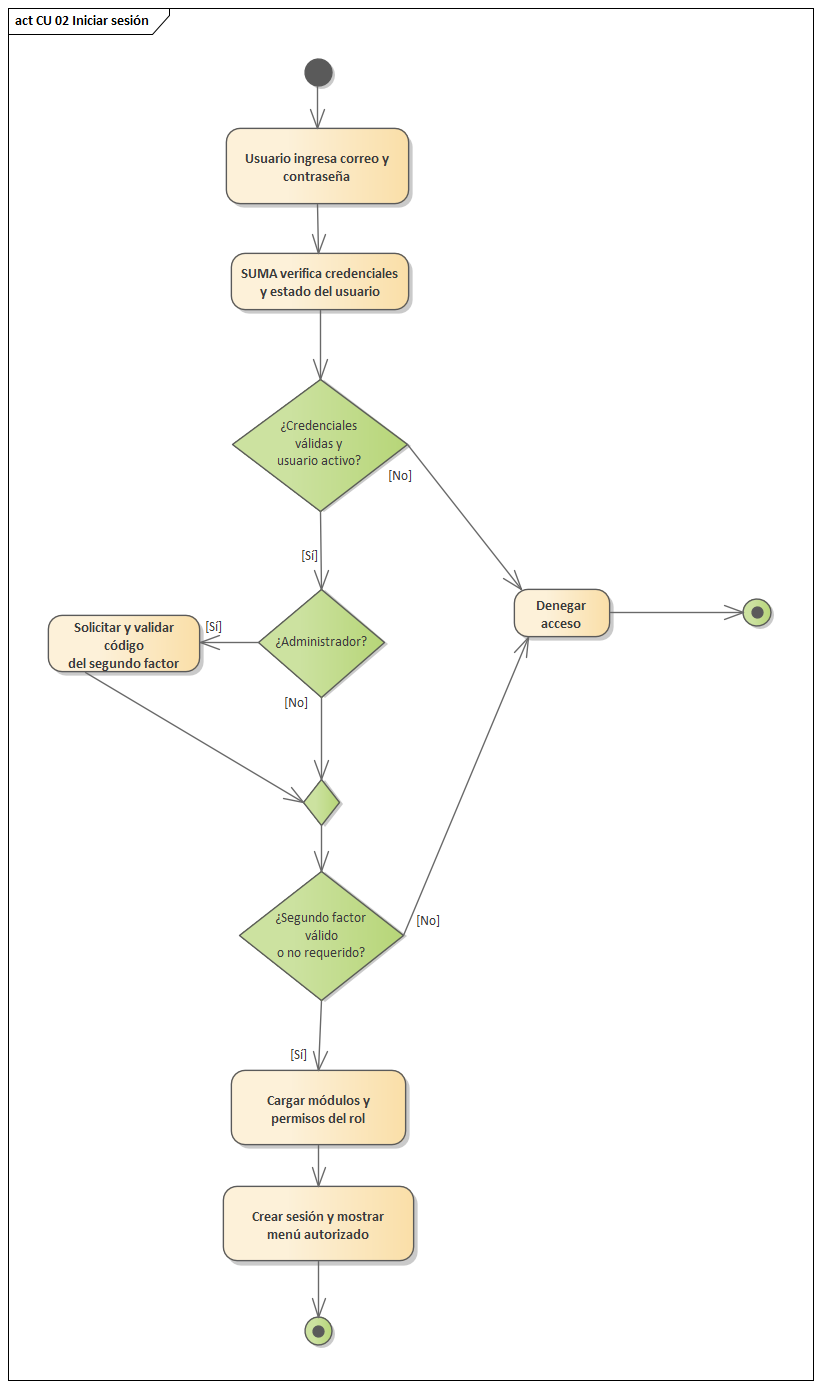 act CU 02 Iniciar sesión
Usuario ingresa correo y
contraseña
SUMA verifica credenciales
y estado del usuario
¿Credenciales
válidas y
usuario activo?
[No]
[Sí]
Denegar
acceso
¿Administrador?
[Sí]
Solicitar y validar
código
del segundo factor
[No]
¿Segundo factor
válido
o no requerido?
[No]
[Sí]
Cargar módulos y
permisos del rol
Crear sesión y mostrar
menú autorizado